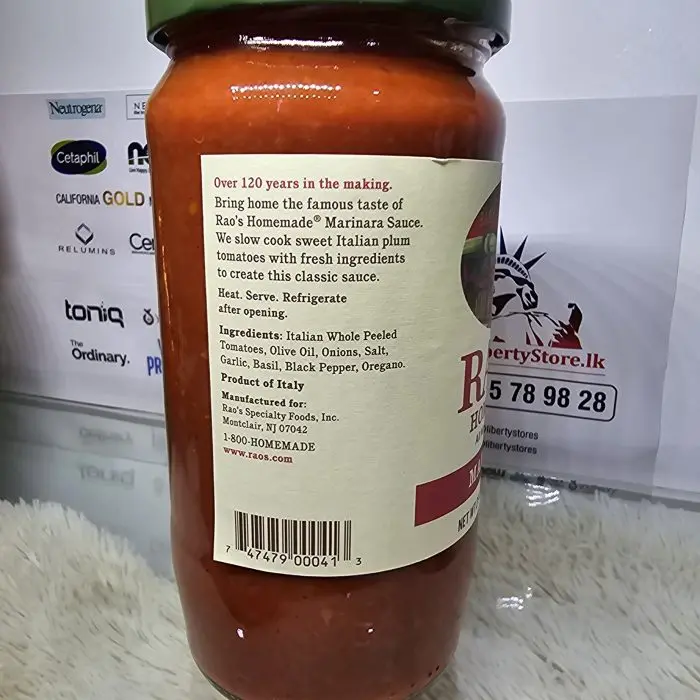 Neutrogena
Cetaphil
CALIFORNIA GOLD
RELUMINS
toniq
The
Ordinary.
Over 120 years in the making.
Bring home the famous taste of
Rao's Homemade® Marinara Sauce.
We slow cook sweet Italian plum
tomatoes with fresh ingredients
to create this classic sauce.
Heat. Serve. Refrigerate
after opening.
Ingredients: Italian Whole Peeled
Tomatoes, Olive Oil, Onions, Salt,
Garlic, Basil, Black Pepper, Oregano.
Product of Italy
Manufactured for:
Rao's Specialty Foods, Inc.
Montclair, NJ 07042
1-800-HOMEMADE
www.raos.com
7 47479 00041 3
NET W
bertyStore.lk
5 78 98 28
libertystores
libertystores